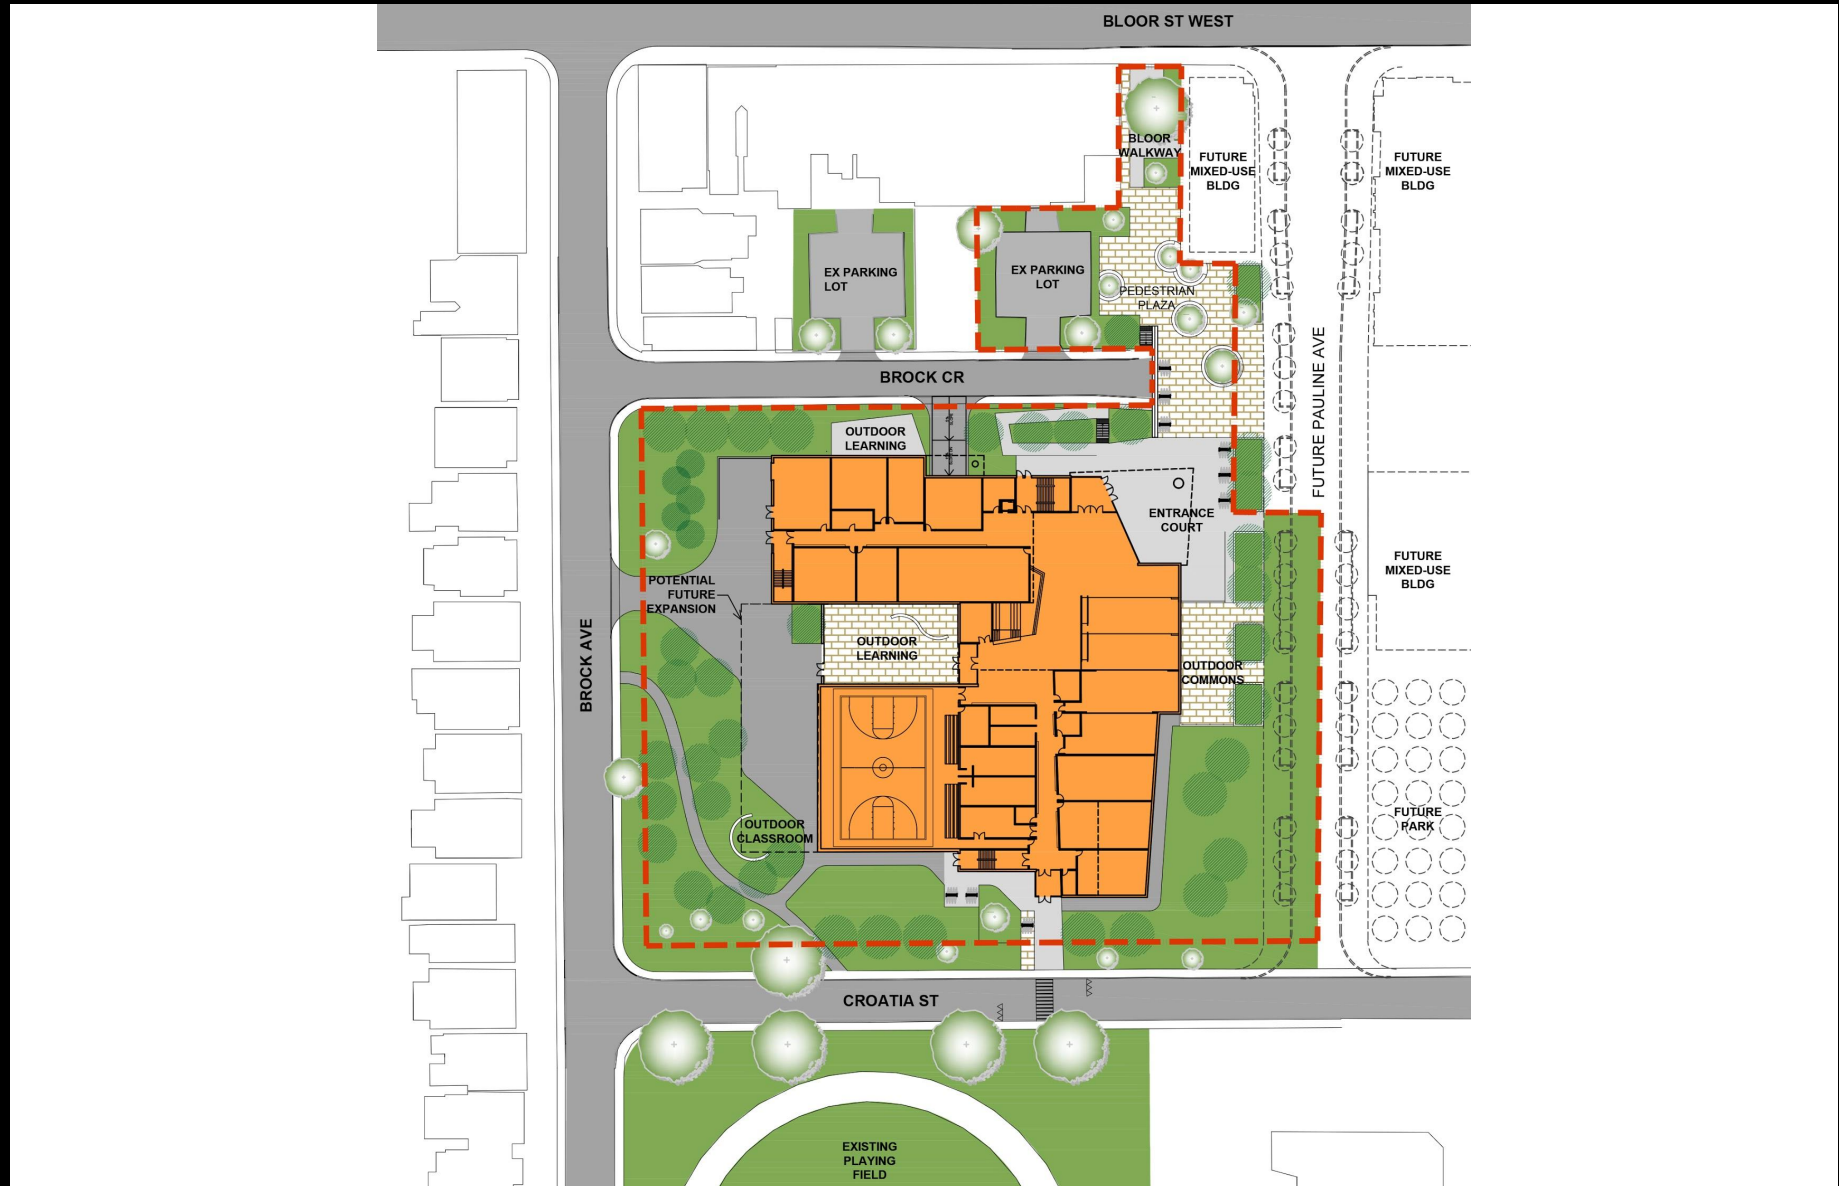 BLOOR ST WEST
BLOOR
WALKWAY
FUTURE
MIXED-USE
BLDG
FUTURE
MIXED-USE
BLDG
EX PARKING
LOT
EX PARKING
LOT
PEDESTRIAN
PLAZA
FUTURE PAULINE AVE
BROCK CR
OUTDOOR
LEARNING
ENTRANCE
COURT
FUTURE
MIXED-USE
BLDG
POTENTIAL
FUTURE
EXPANSION
OUTDOOR
LEARNING
BROCK AVE
OUTDOOR
COMMONS
OUTDOOR
CLASSROOM
FUTURE
PARK
CROATIA ST
EXISTING
PLAYING
FIELD